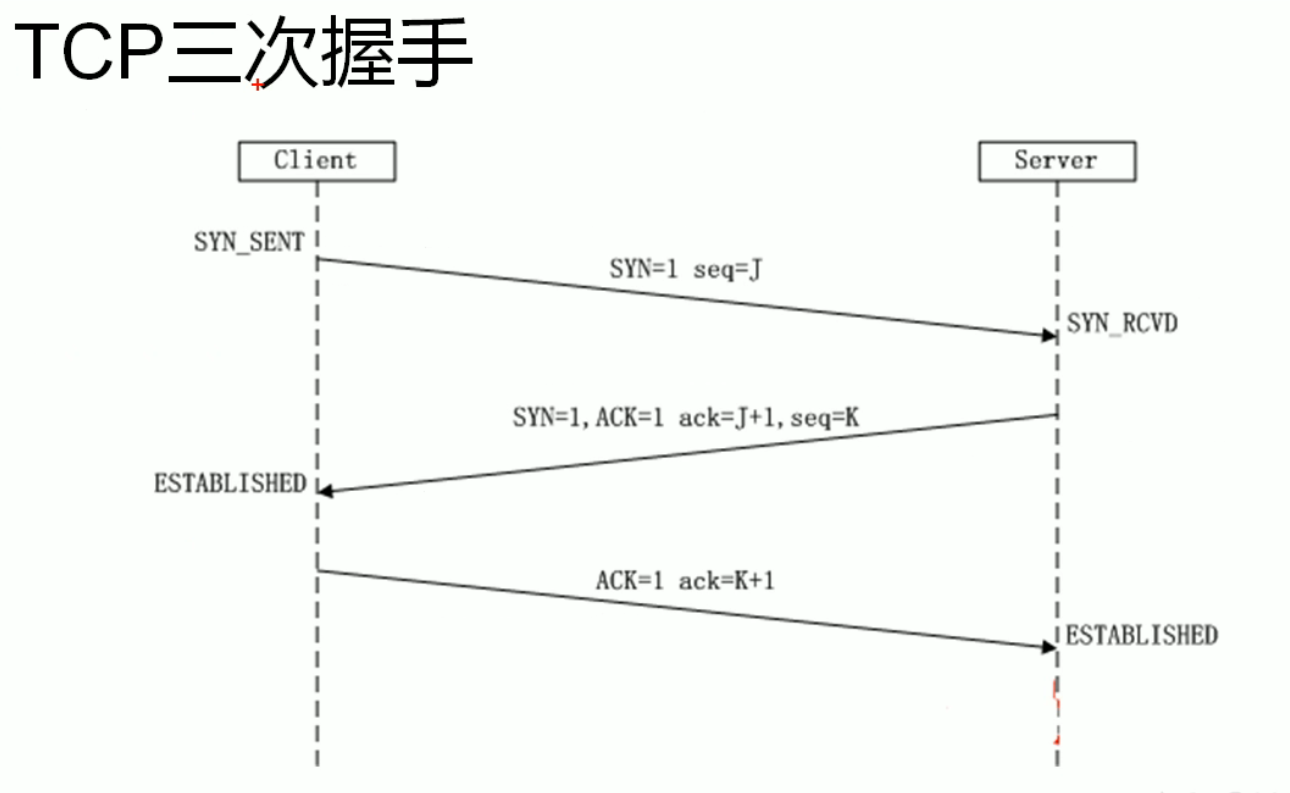 TCP三次握手
Client
Server
SYN_SENT
SYN=1 seq=J
SYN_RCVD
SYN=1,ACK=1 ack=J+1,seq=K
ESTABLISHED
ACK=1 ack=K+1
ESTABLISHED